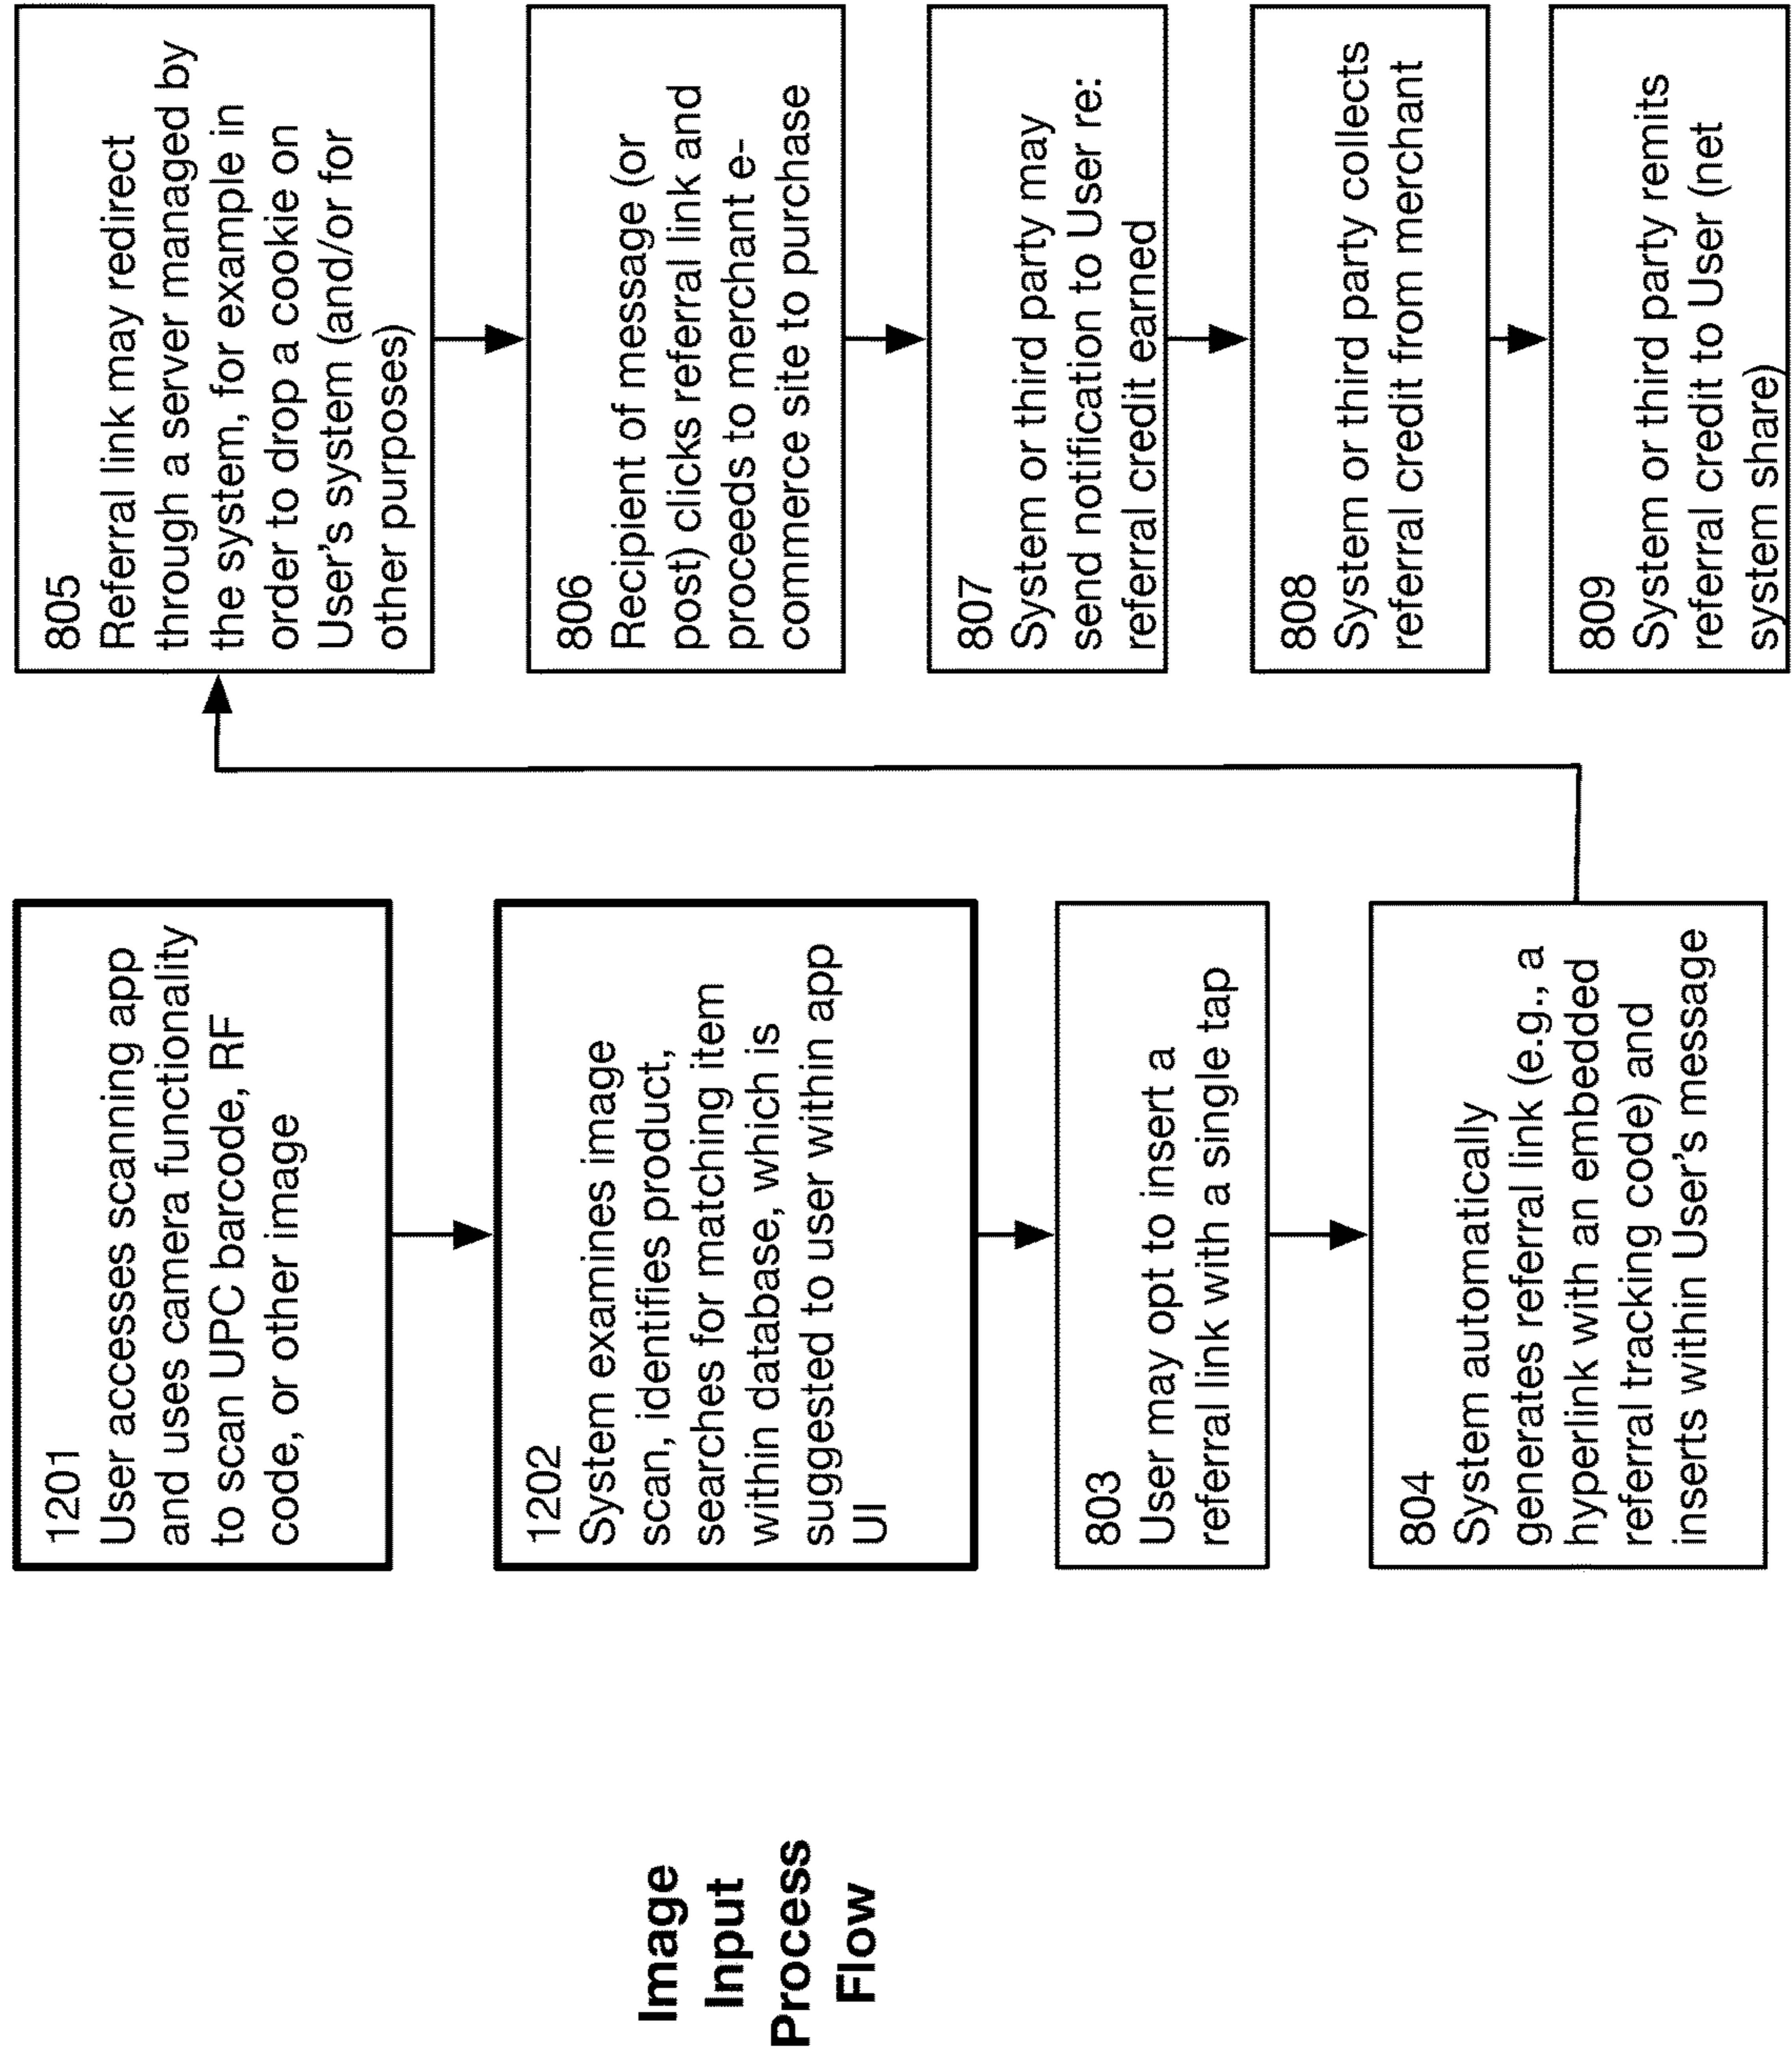 Image
Input
Process
Flow
1201
User accesses scanning app
and uses camera functionality
to scan UPC barcode, RF
code, or other image
1202
System examines image
scan, identifies product,
searches for matching item
within database, which is
suggested to user within app
UI
803
User may opt to insert a
referral link with a single tap
804
System automatically
generates referral link (e.g., a
hyperlink with an embedded
referral tracking code) and
inserts within User's message
805
Referral link may redirect
through a server managed by
the system, for example in
order to drop a cookie on
User's system (and/or for
other purposes)
806
Recipient of message (or
post) clicks referral link and
proceeds to merchant e-
commerce site to purchase
807
System or third party may
send notification to User re:
referral credit earned
808
System or third party collects
referral credit from merchant
809
System or third party remits
referral credit to User (net
system share)